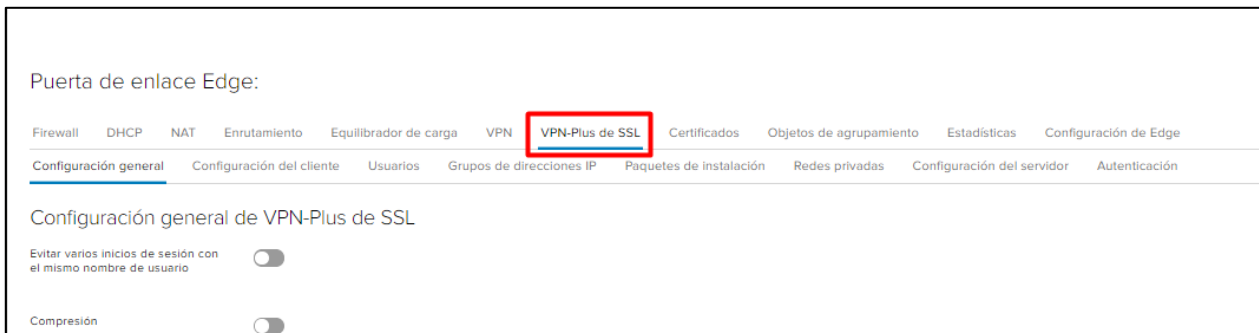 Puerta de enlace Edge:
Firewall DHCP NAT Enrutamiento Equilibrador de carga VPN VPN-Plus de SSL Certificados Objetos de agrupamiento Estadísticas Configuración de Edge
Configuración general Configuración del cliente Usuarios Grupos de direcciones IP Paquetes de instalación Redes privadas Configuración del servidor Autenticación
Configuración general de VPN-Plus de SSL
Evitar varios inicios de sesión con
el mismo nombre de usuario
Compresión